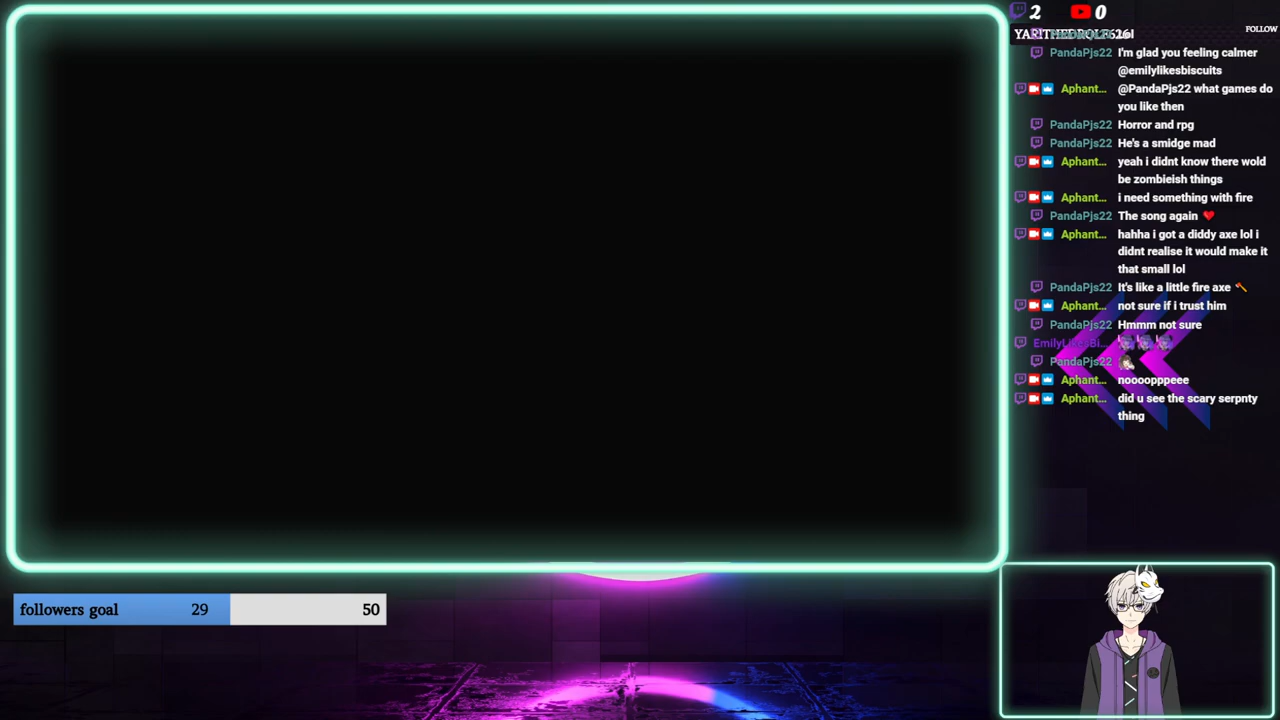 2 0
FOLLOW
PandaPjs22 I'm glad you feeling calmer
@emilylikesbiscuits
Aphant... @PandaPjs22 what games do
you like then
PandaPjs22 Horror and rpg
PandaPjs22 He's a smidge mad
Aphant... yeah i didnt know there wold
be zombieish things
Aphant... i need something with fire
PandaPjs22 The song again
Aphant... hahha i got a diddy axe lol i
didnt realise it would make it
that small lol
PandaPjs22 It's like a little fire axe
Aphant... not sure if i trust him
PandaPjs22 Hmmm not sure
EmilyLikesBi...
PandaPjs22
Aphant... noooopppeee
Aphant... did u see the scary serpnty
thing
followers goal 29 50